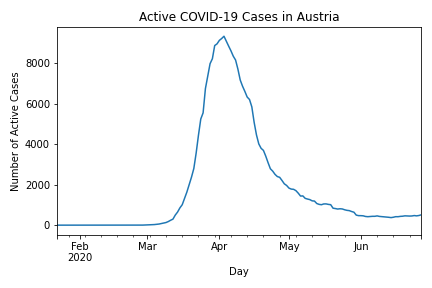 Active COVID-19 Cases in Austria
Number of Active Cases
8000
6000
4000
2000
0
Feb Mar Apr May Jun
2020
Day